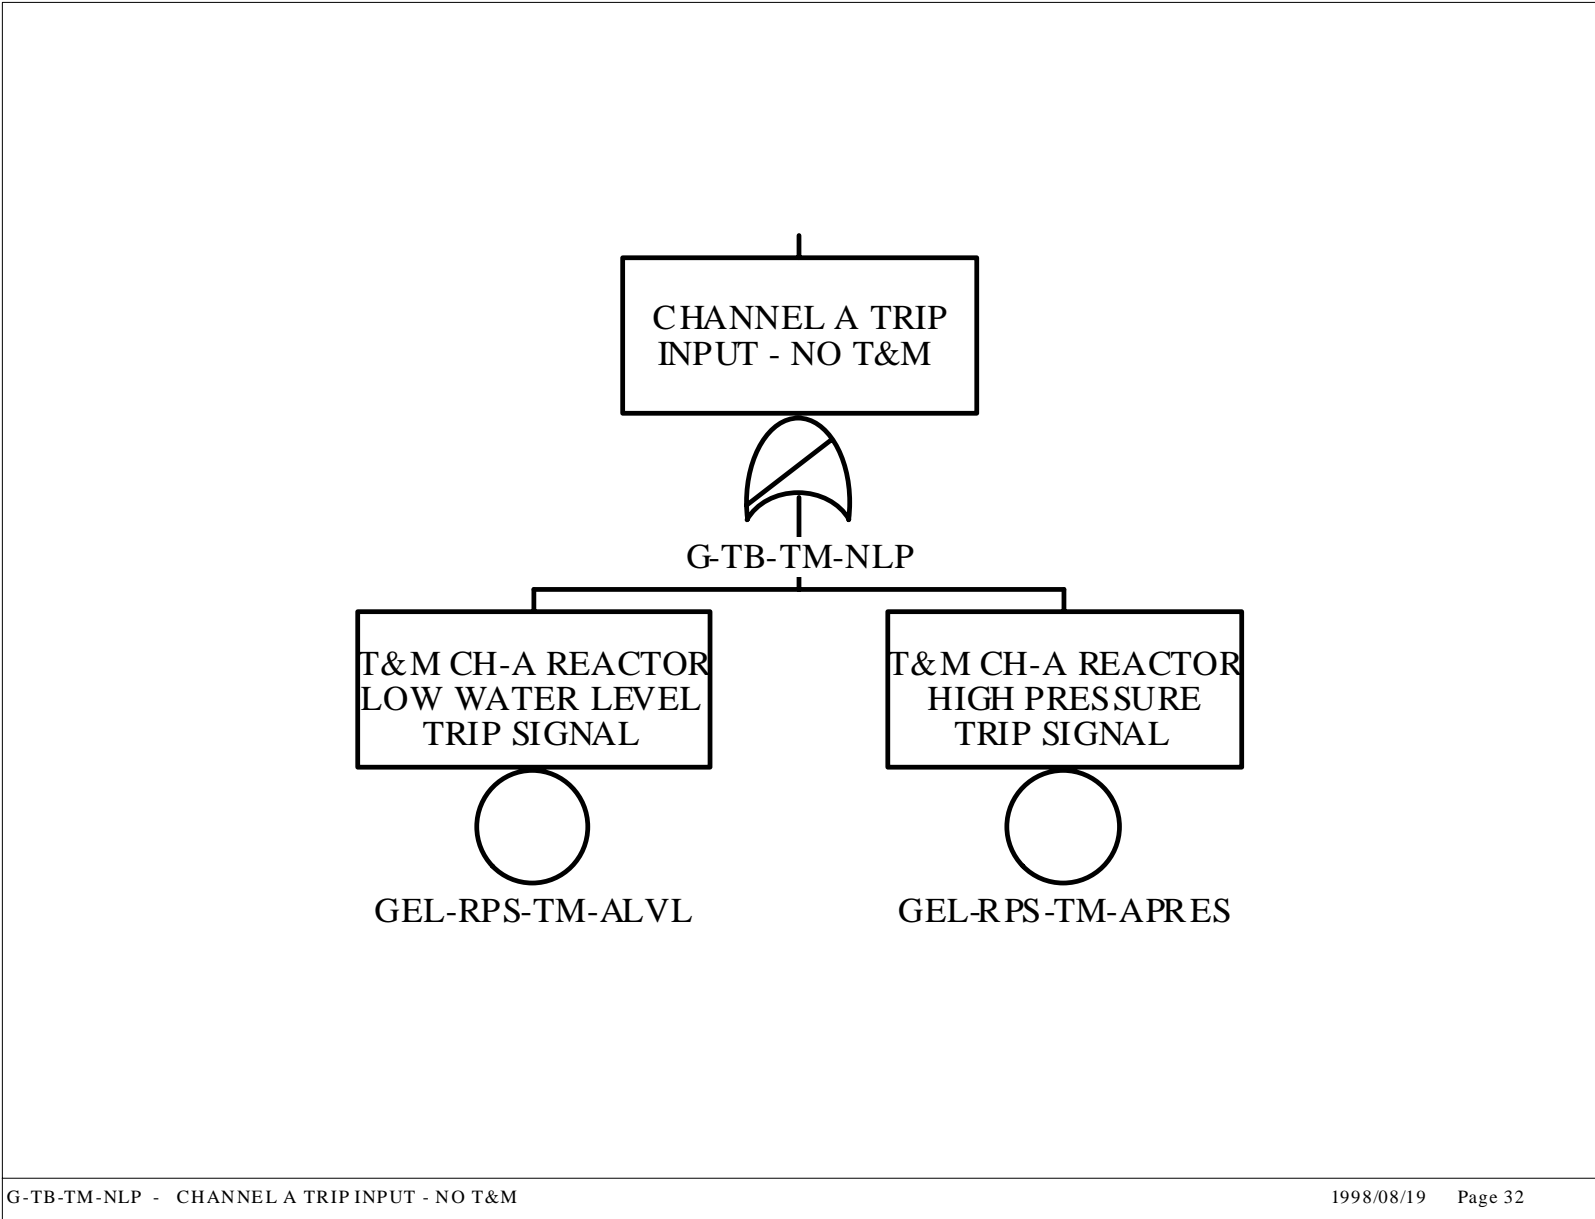 CHANNEL A TRIP
INPUT - NO T&M
G-TB-TM-NLP
T&M CH-A REACTOR
LOW WATER LEVEL
TRIP SIGNAL
T&M CH-A REACTOR
HIGH PRESSURE
TRIP SIGNAL
GEL-RPS-TM-ALVL
GEL-RPS-TM-APRES
G-TB-TM-NLP - CHANNEL A TRIP INPUT - NO T&M
1998/08/19 Page 32